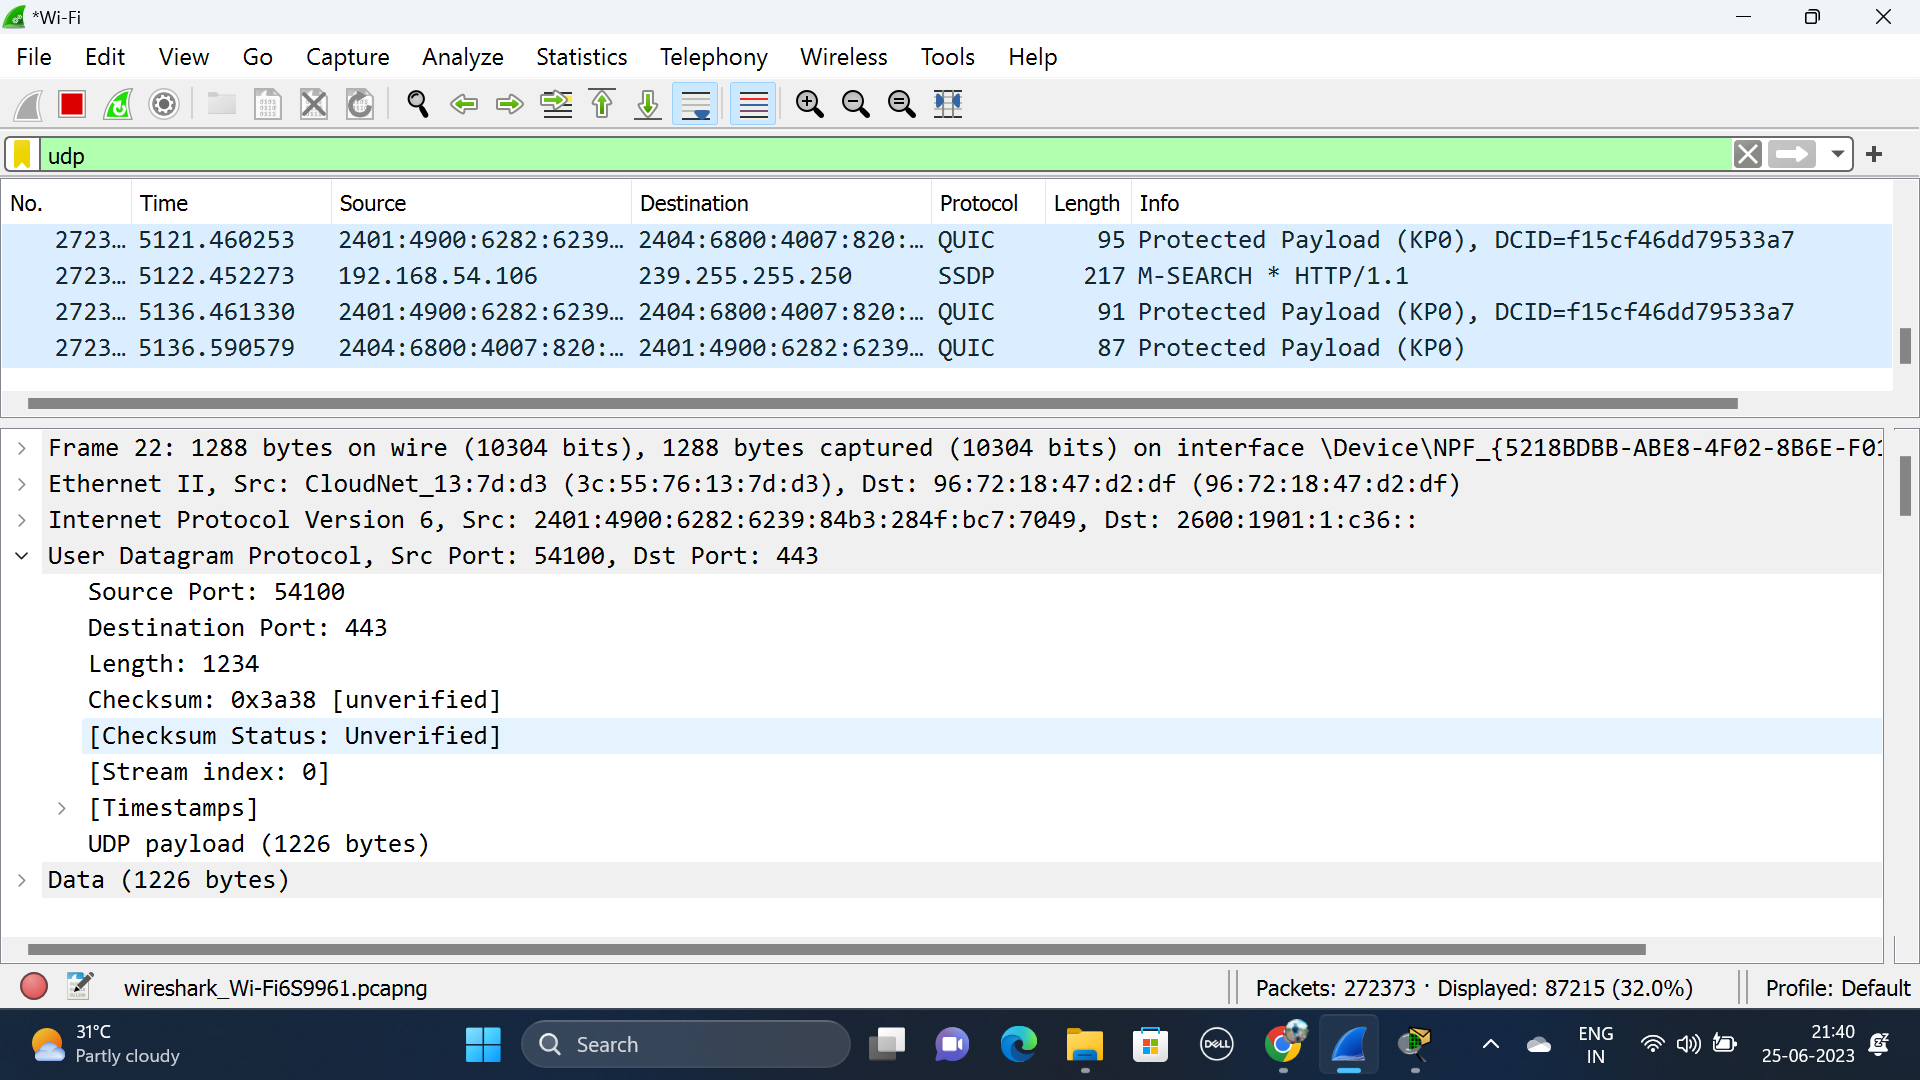 *Wi-Fi
File Edit View Go Capture Analyze Statistics Telephony Wireless Tools Help
udp
No. Time Source Destination Protocol Length Info
2723… 5121.460253 2401:4900:6282:6239… 2404:6800:4007:820:… QUIC 95 Protected Payload (KP0), DCID=f15cf46dd79533a7
2723… 5122.452273 192.168.54.106 239.255.255.250 SSDP 217 M-SEARCH * HTTP/1.1
2723… 5136.461330 2401:4900:6282:6239… 2404:6800:4007:820:… QUIC 91 Protected Payload (KP0), DCID=f15cf46dd79533a7
2723… 5136.590579 2404:6800:4007:820:… 2401:4900:6282:6239… QUIC 87 Protected Payload (KP0)
Frame 22: 1288 bytes on wire (10304 bits), 1288 bytes captured (10304 bits) on interface \Device\NPF_{5218BDBB-ABE8-4F02-8B6E-F01
Ethernet II, Src: CloudNet_13:7d:d3 (3c:55:76:13:7d:d3), Dst: 96:72:18:47:d2:df (96:72:18:47:d2:df)
Internet Protocol Version 6, Src: 2401:4900:6282:6239:84b3:284f:bc7:7049, Dst: 2600:1901:1:c36::
User Datagram Protocol, Src Port: 54100, Dst Port: 443
Source Port: 54100
Destination Port: 443
Length: 1234
Checksum: 0x3a38 [unverified]
[Checksum Status: Unverified]
[Stream index: 0]
[Timestamps]
UDP payload (1226 bytes)
Data (1226 bytes)
wireshark_Wi-Fi6S9961.pcapng Packets: 272373 · Displayed: 87215 (32.0%) Profile: Default
31°C
Partly cloudy
Search
DELL
ENG
IN
21:40
25-06-2023